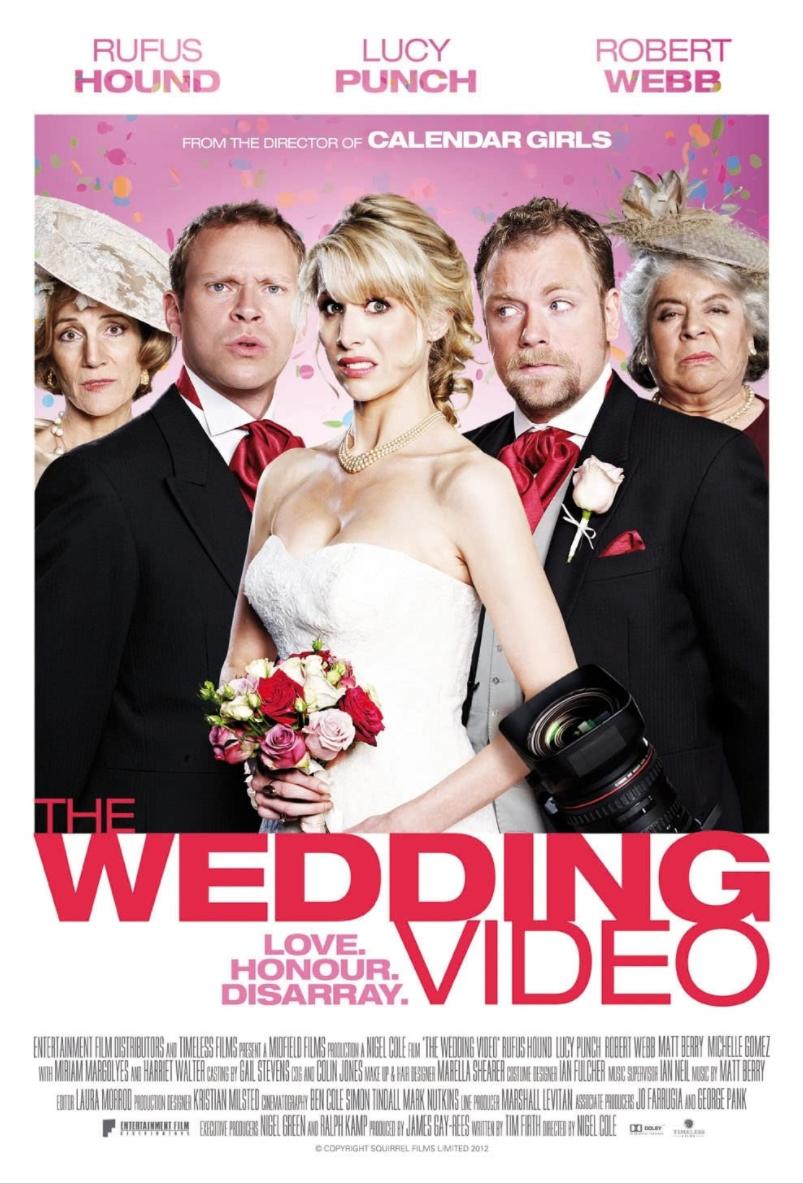 RUFUS HOUND
LUCY PUNCH
ROBERT WEBB
FROM THE DIRECTOR OF CALENDAR GIRLS
THE
WEDDING
VIDEO
LOVE.
HONOUR.
DISARRAY.
ENTERTAINMENT FILM DISTRIBUTORS AND TIMELESS FILMS PRESENT A MIDFIELD FILMS PRODUCTION A NIGEL COLE FILM 'THE WEDDING VIDEO' RUFUS HOUND LUCY PUNCH ROBERT WEBB MATT BERRY MICHELLE GOMEZ
WITH MIRIAM MARGOLYES AND HARRIET WALTER CASTING BY GAIL STEVENS CDG AND COLIN JONES MAKE UP & HAIR DESIGNER MARELLA SHEARER COSTUME DESIGNER IAN FULCHER MUSIC SUPERVISOR IAN NEIL MUSIC BY MATT BERRY
EDITOR LAURA MORROD PRODUCTION DESIGNER KRISTIAN MILSTED CINEMATOGRAPHY BEN COLE SIMON TINDALL MARK NUTKINS LINE PRODUCER MARSHALL LEVITAN ASSOCIATE PRODUCERS JO FARRUGIA AND GEORGE PANK
ENTERTAINMENT FILM
DISTRIBUTORS
EXECUTIVE PRODUCERS NIGEL GREEN AND RALPH KAMP PRODUCED BY JAMES GAY-REES WRITTEN BY TIM FIRTH DIRECTED BY NIGEL COLE
DOLBY
TIMELESS
FILMS
© COPYRIGHT SQUIRREL FILMS LIMITED 2012